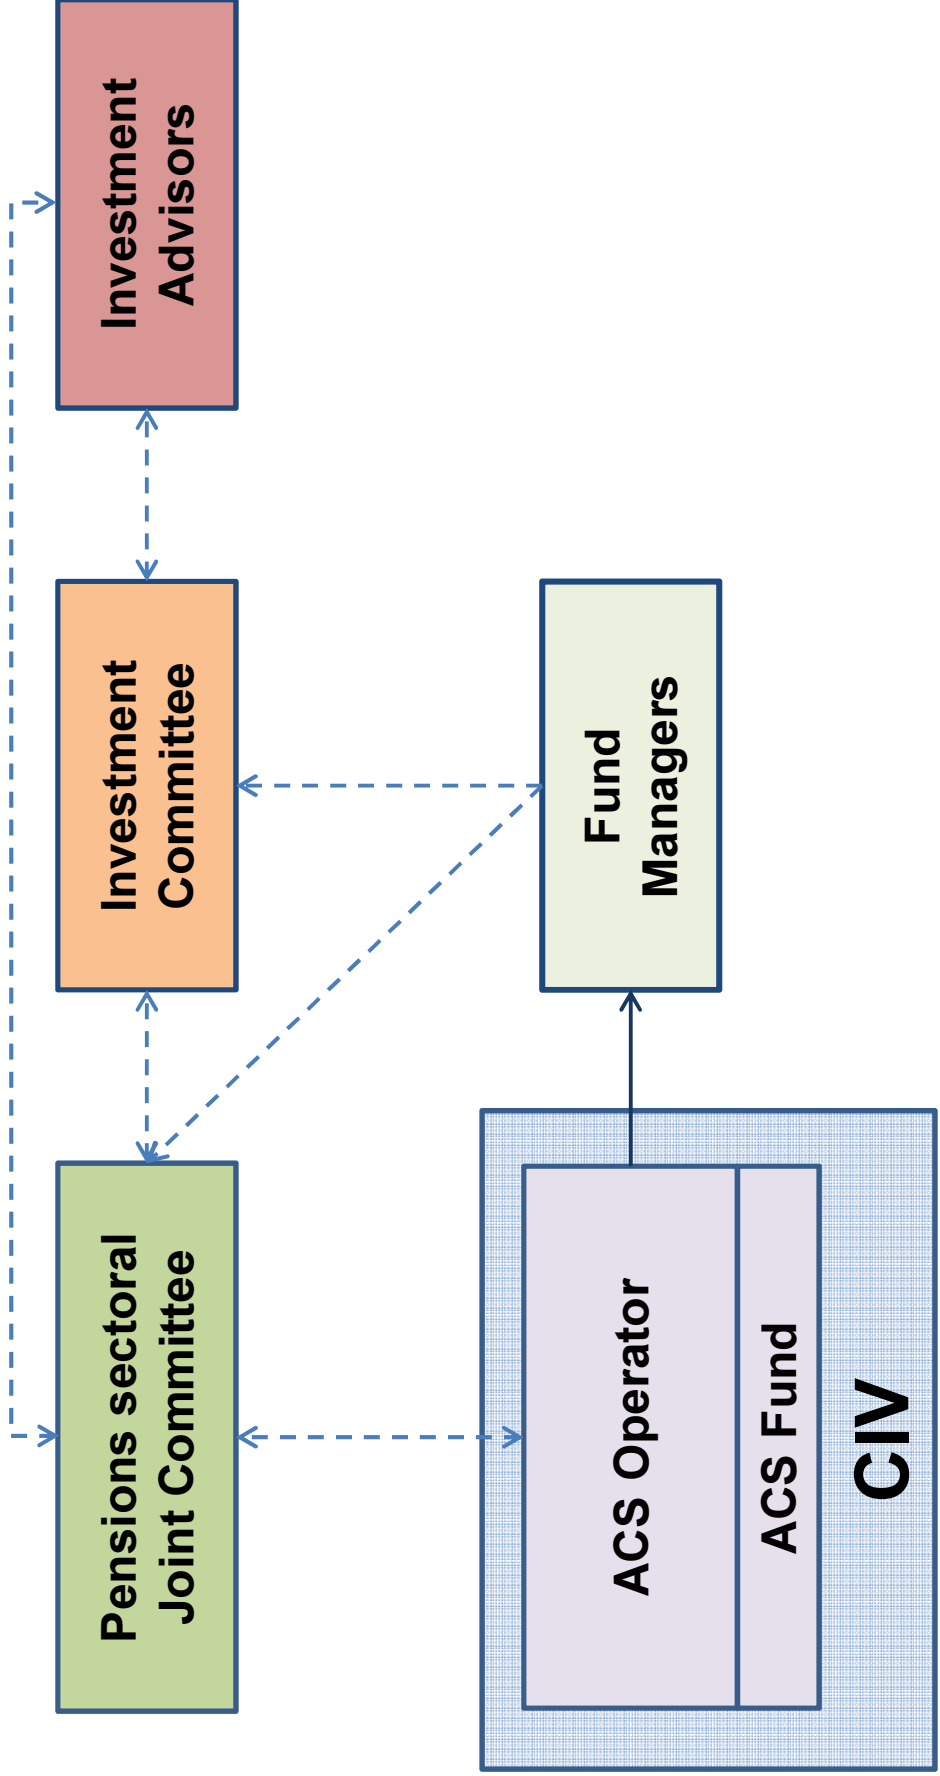 Pensions sectoral
Joint Committee
Investment
Committee
Investment
Advisors
ACS Operator
ACS Fund
CIV
Fund
Managers